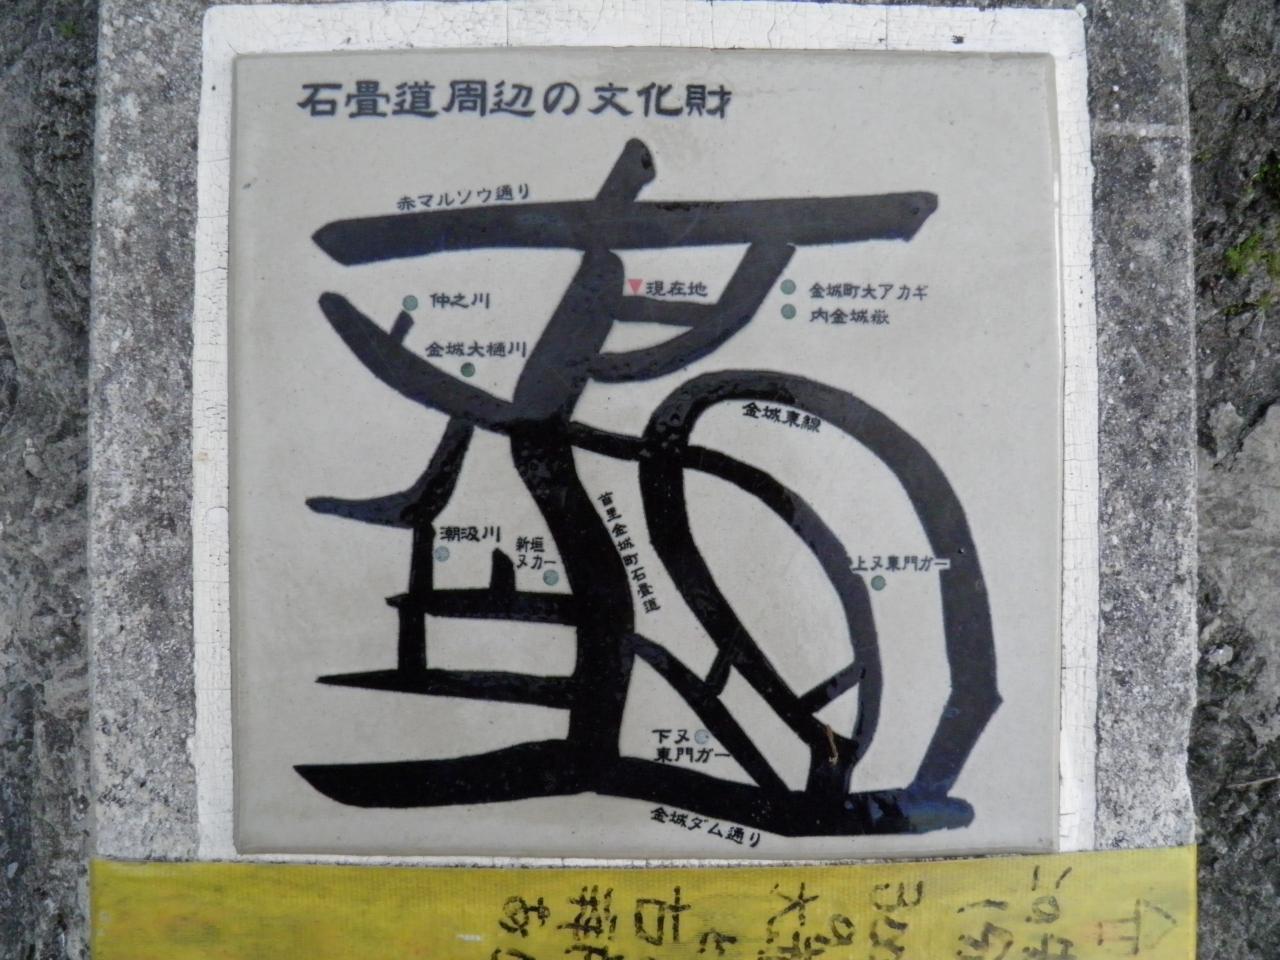 石畳道周辺の文化財
赤マルソウ通り
仲之川
現在地
金城町大アカギ
内金城嶽
金城大樋川
金城東線
首里金城町石畳道
潮汲川
新垣
ヌカー
上ヌ東門ガー
下ヌ
東門ガー
金城ダム通り